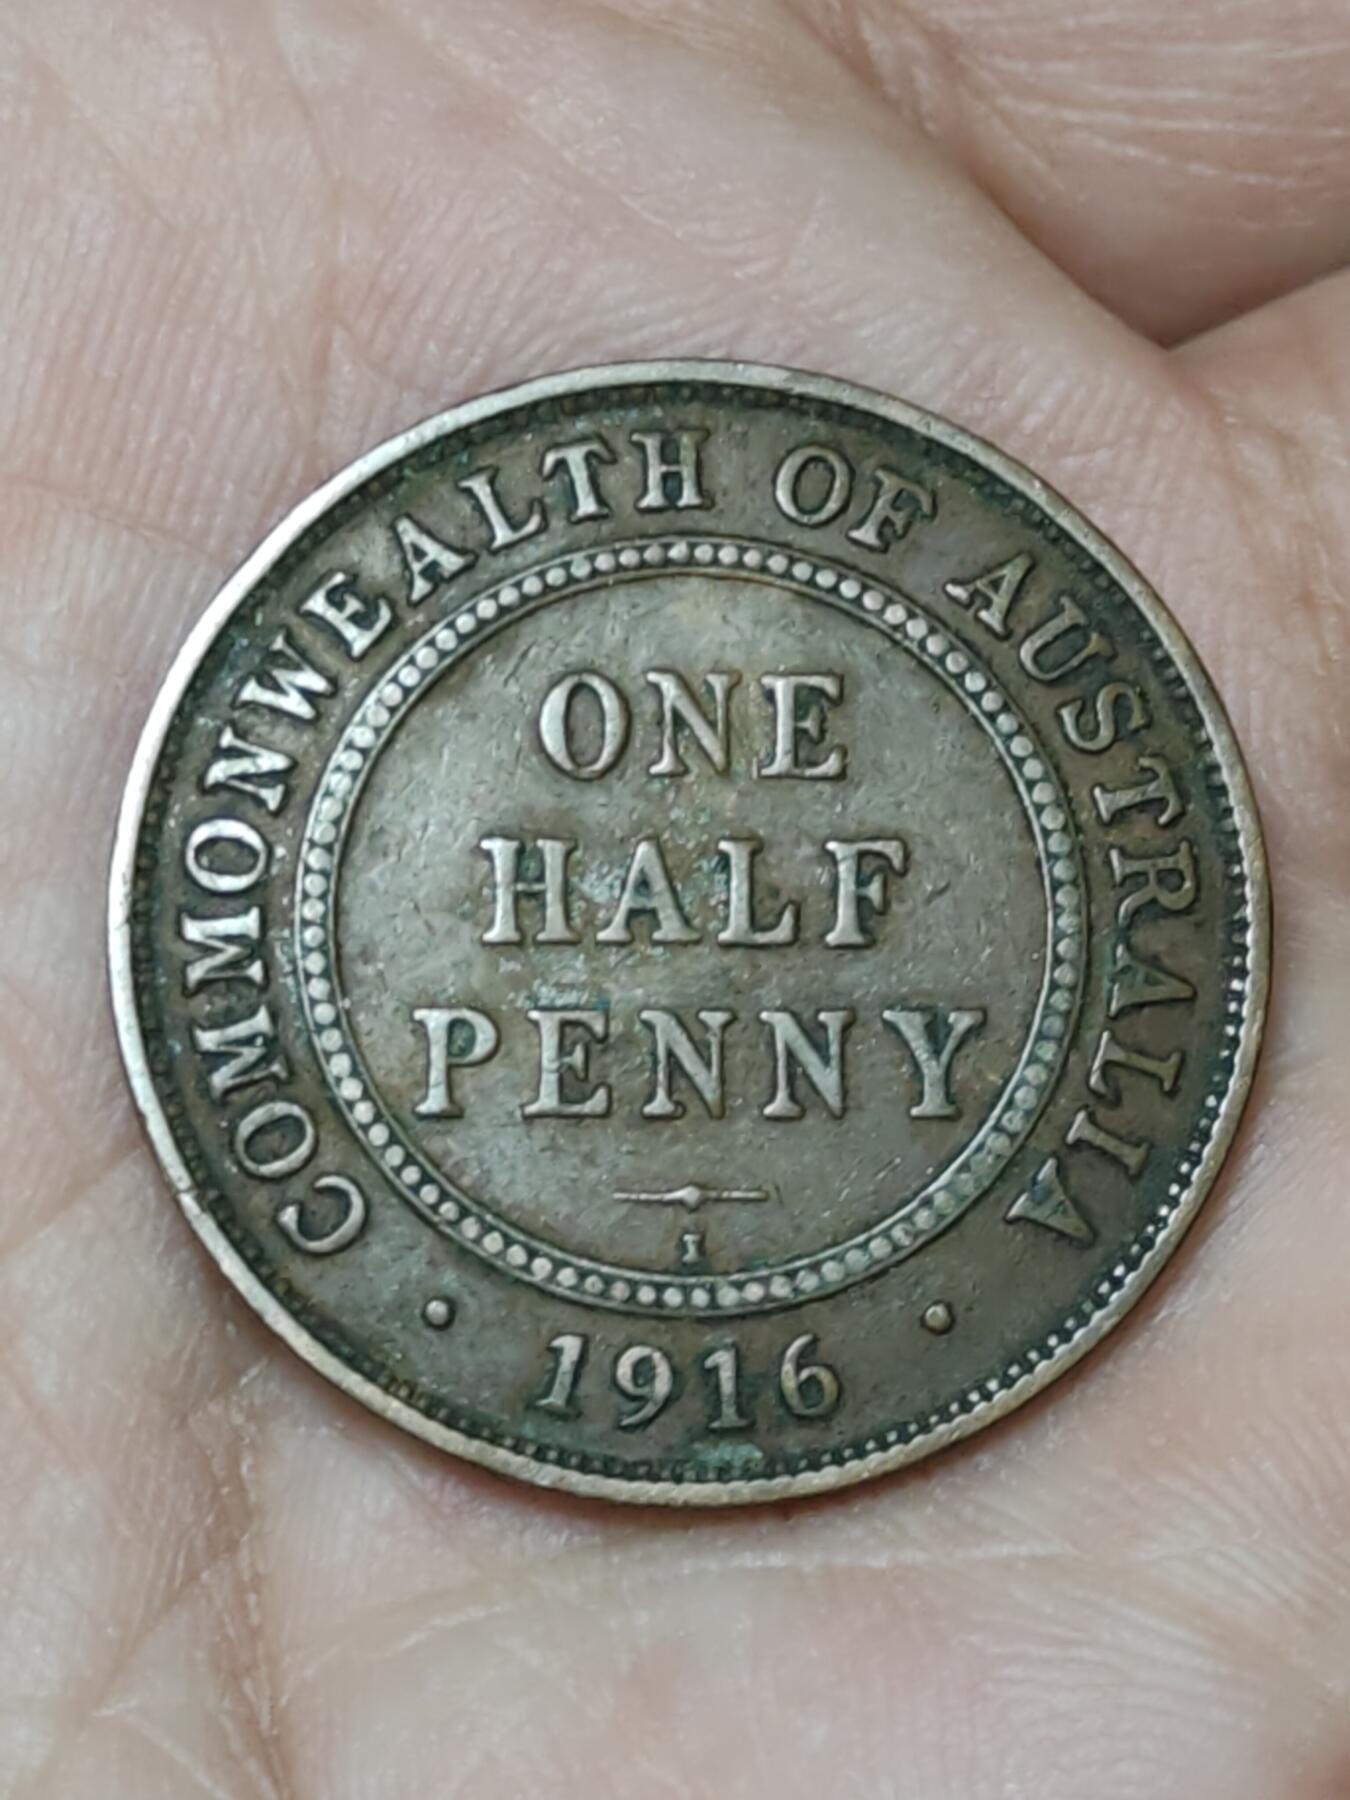 COMMONWEALTH OF AUSTRALIA
ONE
HALF
PENNY
I
· 1916 ·